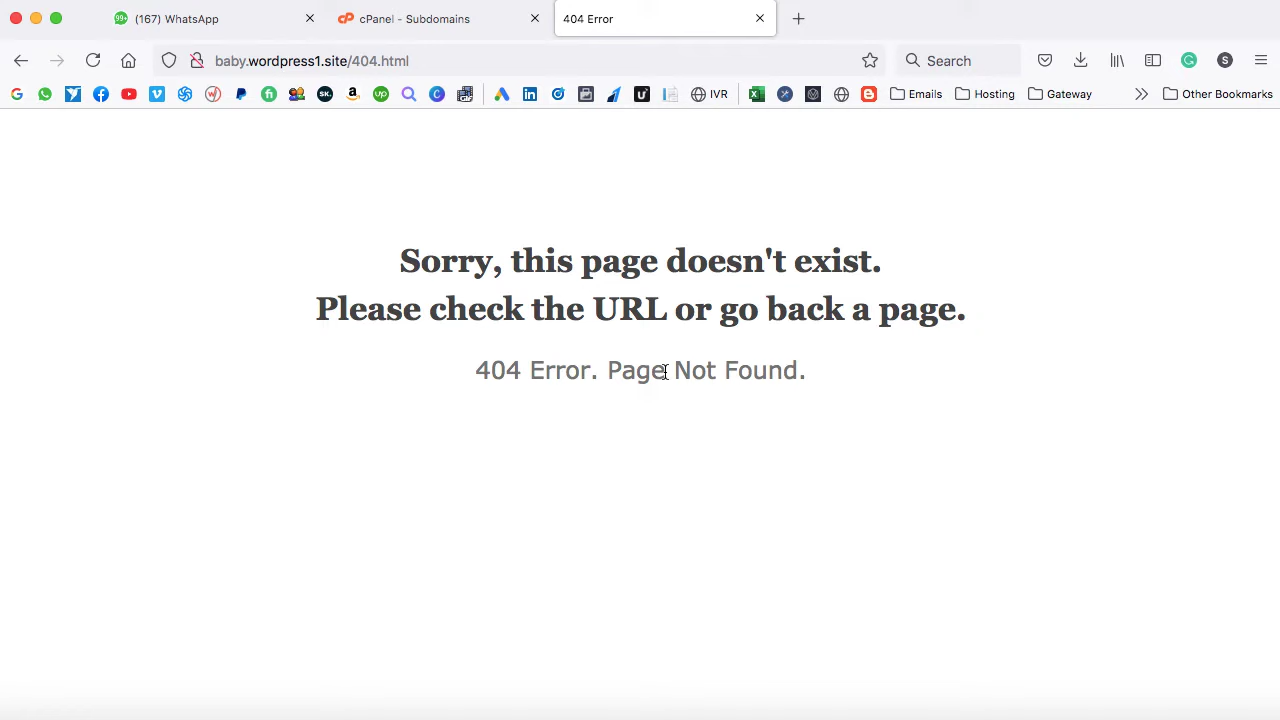 99+ (167) WhatsApp
cPanel - Subdomains
404 Error
baby.wordpress1.site/404.html
Search
S
IVR
Emails
Hosting
Gateway
Other Bookmarks
Sorry, this page doesn't exist.
Please check the URL or go back a page.
404 Error. Page Not Found.